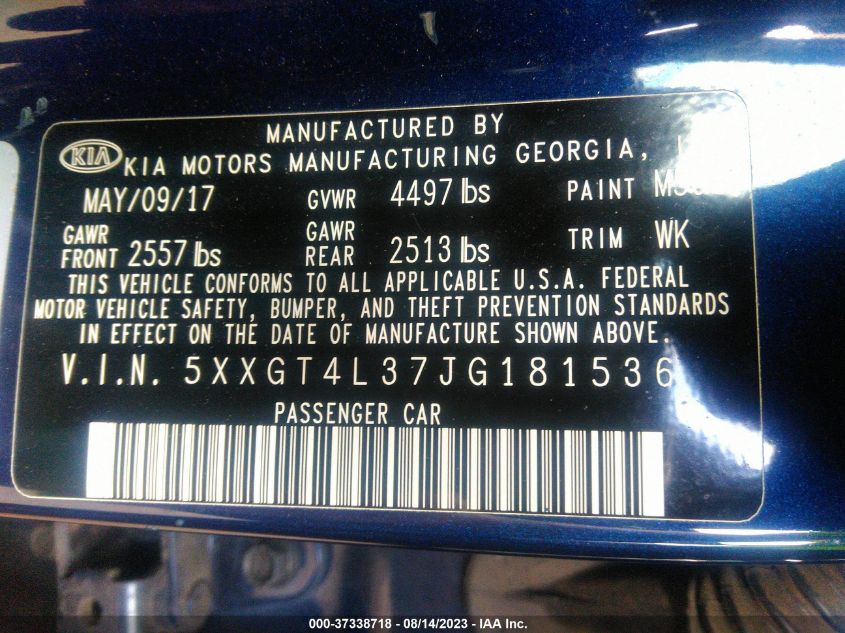 MANUFACTURED BY
KIA
KIA MOTORS MANUFACTURING GEORGIA,
MAY/09/17 GVWR 4497 lbs PAINT
GAWR FRONT 2557 lbs GAWR REAR 2513 lbs TRIM WK
THIS VEHICLE CONFORMS TO ALL APPLICABLE U.S.A. FEDERAL
MOTOR VEHICLE SAFETY, BUMPER, AND THEFT PREVENTION STANDARDS
IN EFFECT ON THE DATE OF MANUFACTURE SHOWN ABOVE.
V.I.N. 5XXGT4L37JG181536
PASSENGER CAR
000-37338718 - 08/14/2023 - IAA Inc.